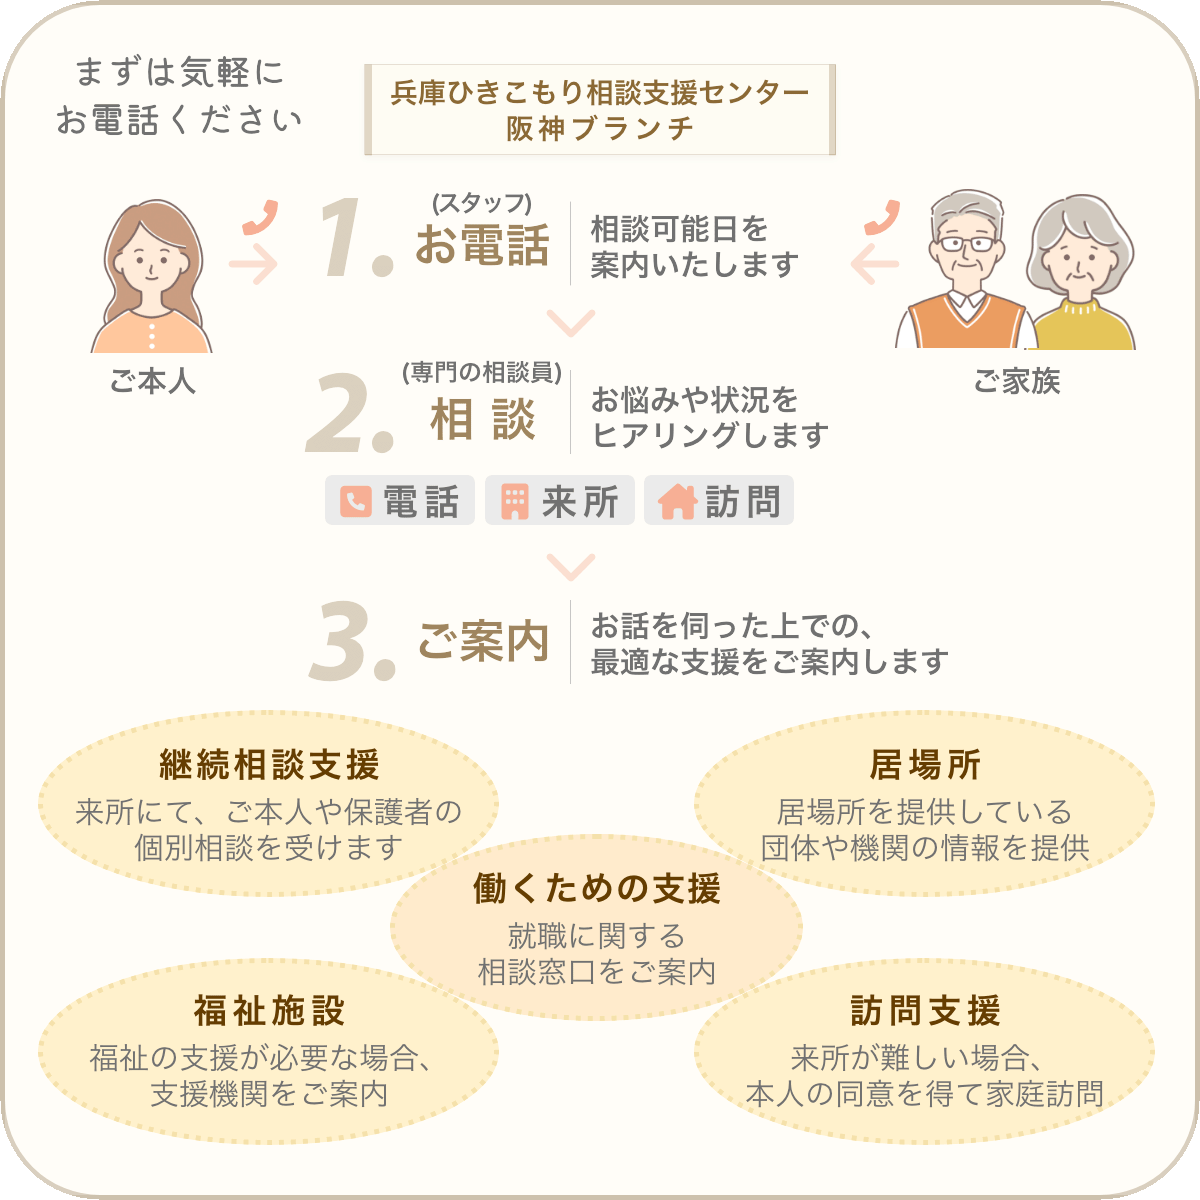 まずは気軽に
お電話ください
兵庫ひきこもり相談支援センター
阪神ブランチ
ご本人
ご家族
1.
(スタッフ)
お電話
相談可能日を
案内いたします
2.
(専門の相談員)
相談
お悩みや状況を
ヒアリングします
電話
来所
訪問
3.
ご案内
お話を伺った上での、
最適な支援をご案内します
継続相談支援
来所にて、ご本人や保護者の
個別相談を受けます
居場所
居場所を提供している
団体や機関の情報を提供
働くための支援
就職に関する
相談窓口をご案内
福祉施設
福祉の支援が必要な場合、
支援機関をご案内
訪問支援
来所が難しい場合、
本人の同意を得て家庭訪問